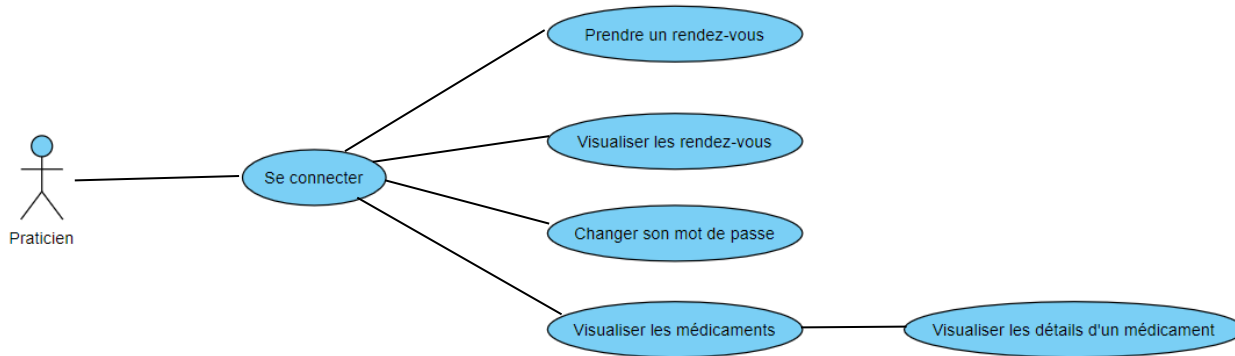 Prendre un rendez-vous
Visualiser les rendez-vous
Se connecter
Praticien
Changer son mot de passe
Visualiser les médicaments
Visualiser les détails d'un médicament